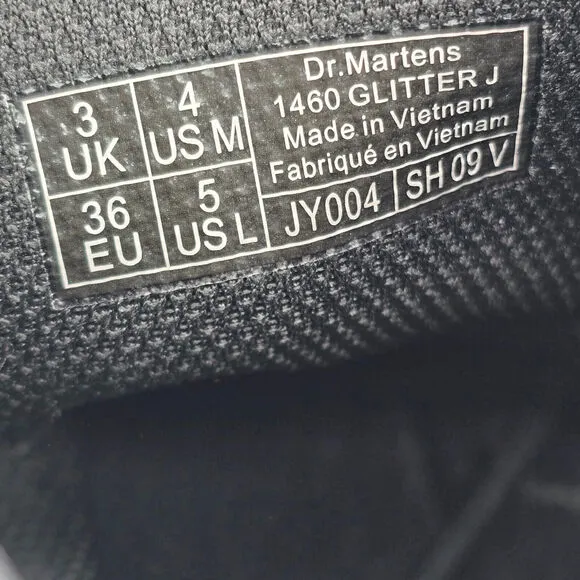 3
UK
4
US M
36
EU
5
US L
Dr.Martens
1460 GLITTER J
Made in Vietnam
Fabriqué en Vietnam
JY004
SH 09 V